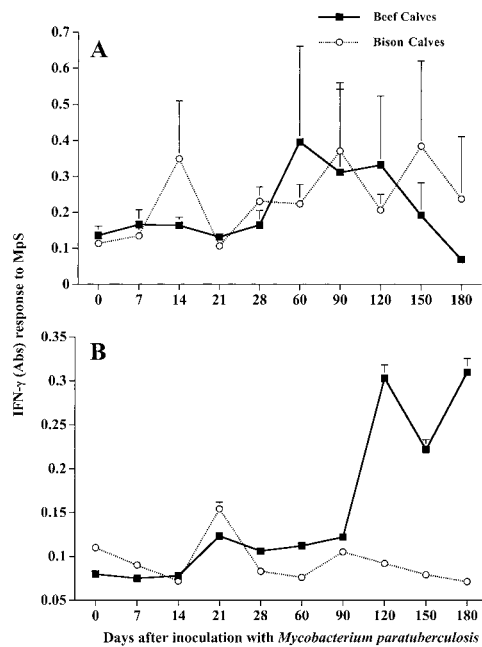 Beef Calves
Bison Calves
A
0.7
0.6
0.5
0.4
0.3
0.2
0.1
0
0 7 14 21 28 60 90 120 150 180
IFN-γ (Abs) response to MpS
B
0.35
0.3
0.25
0.2
0.15
0.1
0.05
0 7 14 21 28 60 90 120 150 180
Days after inoculation with Mycobacterium paratuberculosis